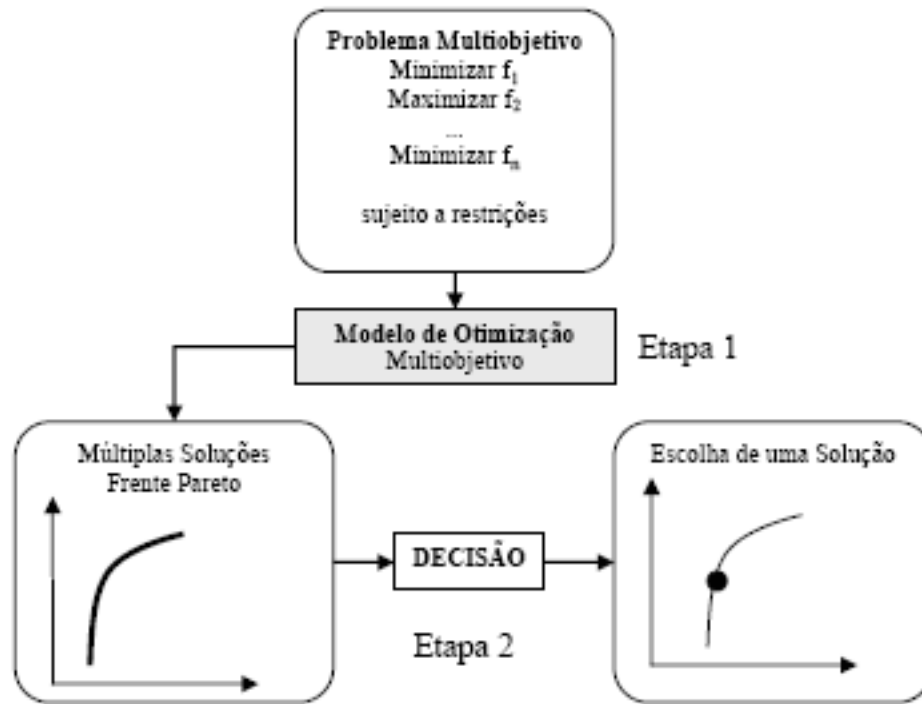 Problema Multiobjetivo
Minimizar f1
Maximizar f2
...
Minimizar fn
sujeito a restrições
Modelo de Otimização
Multiobjetivo
Etapa 1
Múltiplas Soluções
Frente Pareto
DECISÃO
Etapa 2
Escolha de uma Solução